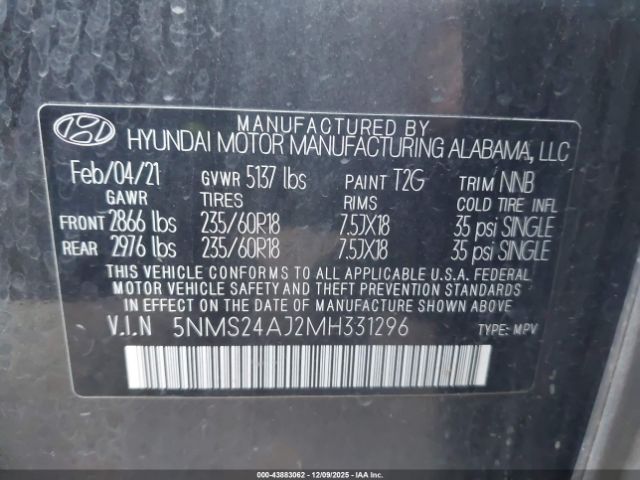 MANUFACTURED BY
HYUNDAI MOTOR MANUFACTURING ALABAMA, LLC
Feb/04/21 GVWR 5137 lbs PAINT T2G TRIM NNB
GAWR TIRES RIMS COLD TIRE INFL
FRONT 2866 lbs 235/60R18 7.5JX18 35 psi SINGLE
REAR 2976 lbs 235/60R18 7.5JX18 35 psi SINGLE
THIS VEHICLE CONFORMS TO ALL APPLICABLE U.S.A. FEDERAL
MOTOR VEHICLE SAFETY AND THEFT PREVENTION STANDARDS
IN EFFECT ON THE DATE OF MANUFACTURE SHOWN ABOVE.
V.I.N 5NMS24AJ2MH331296 TYPE: MPV
000-43883062 - 12/09/2025 - IAAI.COM